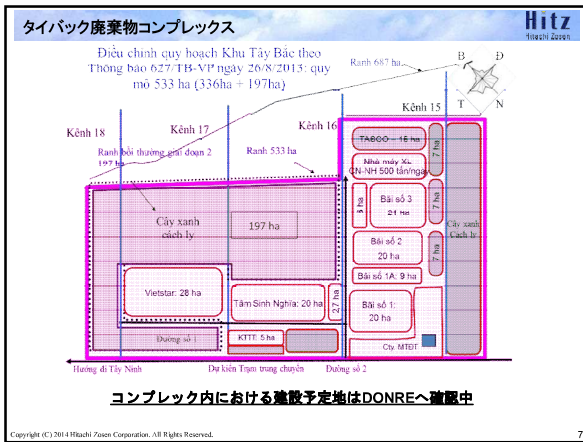 タイバック廃棄物コンプレックス
Hitz
Hitachi Zosen
Điều chỉnh quy hoạch Khu Tây Bắc theo
Thông báo 627/TB-VP ngày 26/8/2013: quy
mô 533 ha (336ha + 197ha)
Ranh 687 ha
B Đ
T N
Kênh 15
Kênh 16
Kênh 17
Kênh 18
Ranh bồi thường giai đoạn 2
197 ha
Ranh 533 ha
TASCO – 16 ha
7 ha
Nhà máy XL
CN-NH 500 tấn/ngày
Bãi số 3
7 ha
Cây xanh
cách ly
197 ha
Cây xanh
Cách ly
Bãi số 2
20 ha
7 ha
Bãi số 1A: 9 ha
Vietstar: 28 ha
Tâm Sinh Nghĩa: 20 ha
Bãi số 1:
20 ha
Đường số 1
KTTT: 5 ha
Cty MTĐT
Hướng đi Tây Ninh
Dự kiến Trạm trung chuyển
Đường số 2
コンプレック内における建設予定地はDONREへ確認中
Copyright (C) 2014 Hitachi Zosen Corporation. All Rights Reserved.
7